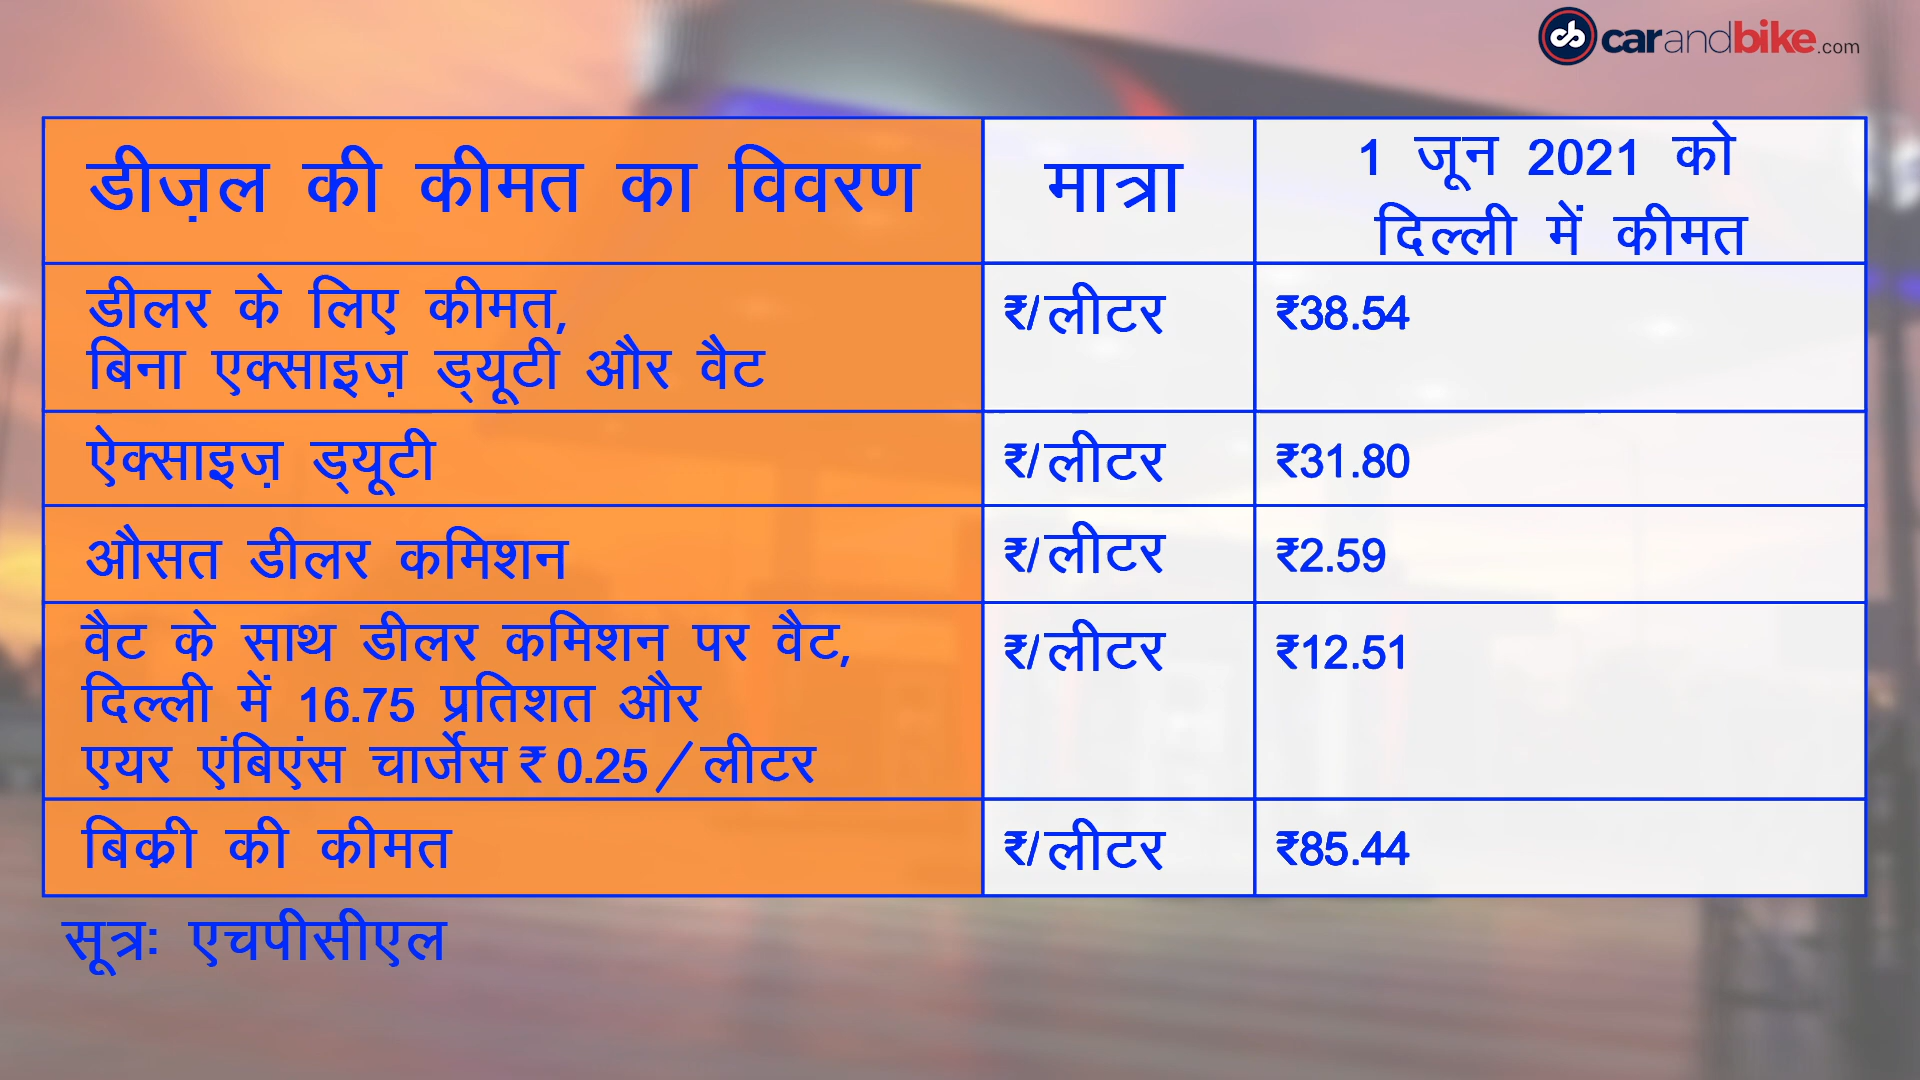 carandbike.com
डीज़ल की कीमत का विवरण
मात्रा
1 जून 2021 को
दिल्ली में कीमत
डीलर के लिए कीमत,
बिना एक्साइज़ ड्यूटी और वैट
₹/लीटर
₹38.54
ऐक्साइज़ ड्यूटी
₹/लीटर
₹31.80
औसत डीलर कमिशन
₹/लीटर
₹2.59
वैट के साथ डीलर कमिशन पर वैट,
दिल्ली में 16.75 प्रतिशत और
एयर एंबिएंस चार्जेस ₹ 0.25/लीटर
₹/लीटर
₹12.51
बिक्री की कीमत
₹/लीटर
₹85.44
सूत्रः एचपीसीएल